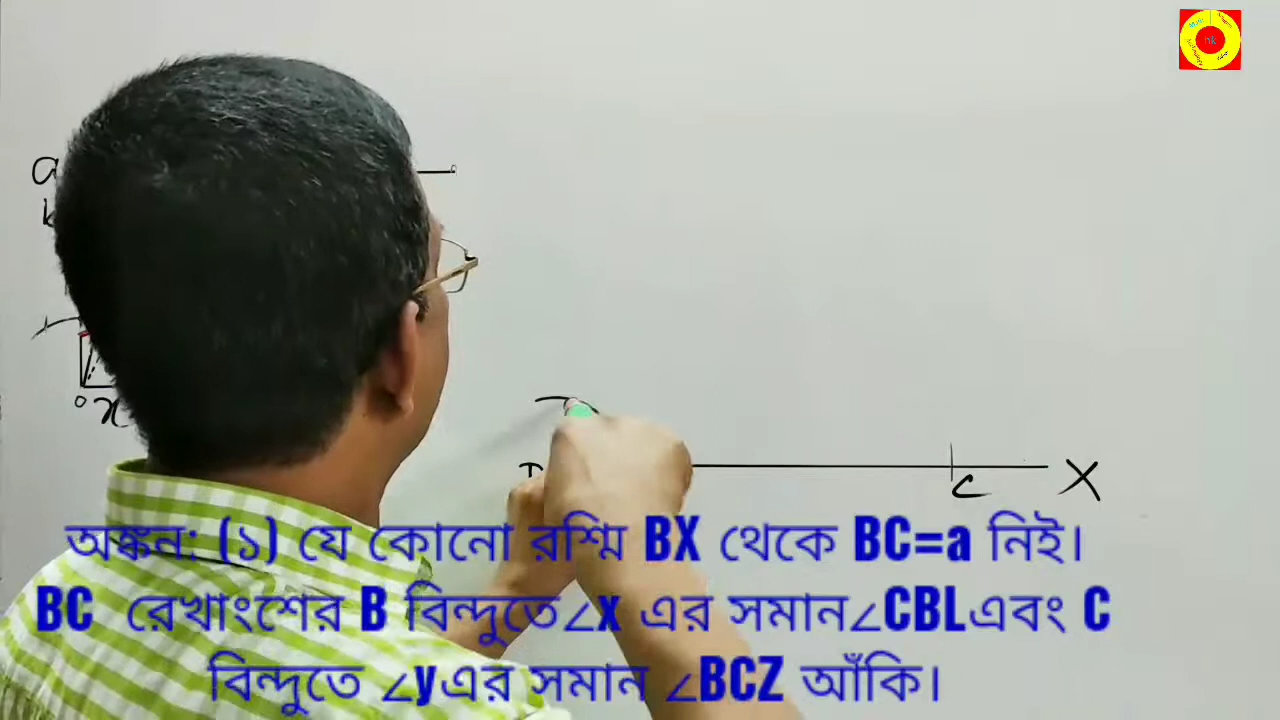 a
x
C
X
অঙ্কন: (১) যে কোনো রশ্মি BX থেকে BC=a নিই।
BC রেখাংশের B বিন্দুতে∠x এর সমান∠CBLএবং C
বিন্দুতে ∠yএর সমান ∠BCZ আঁকি।